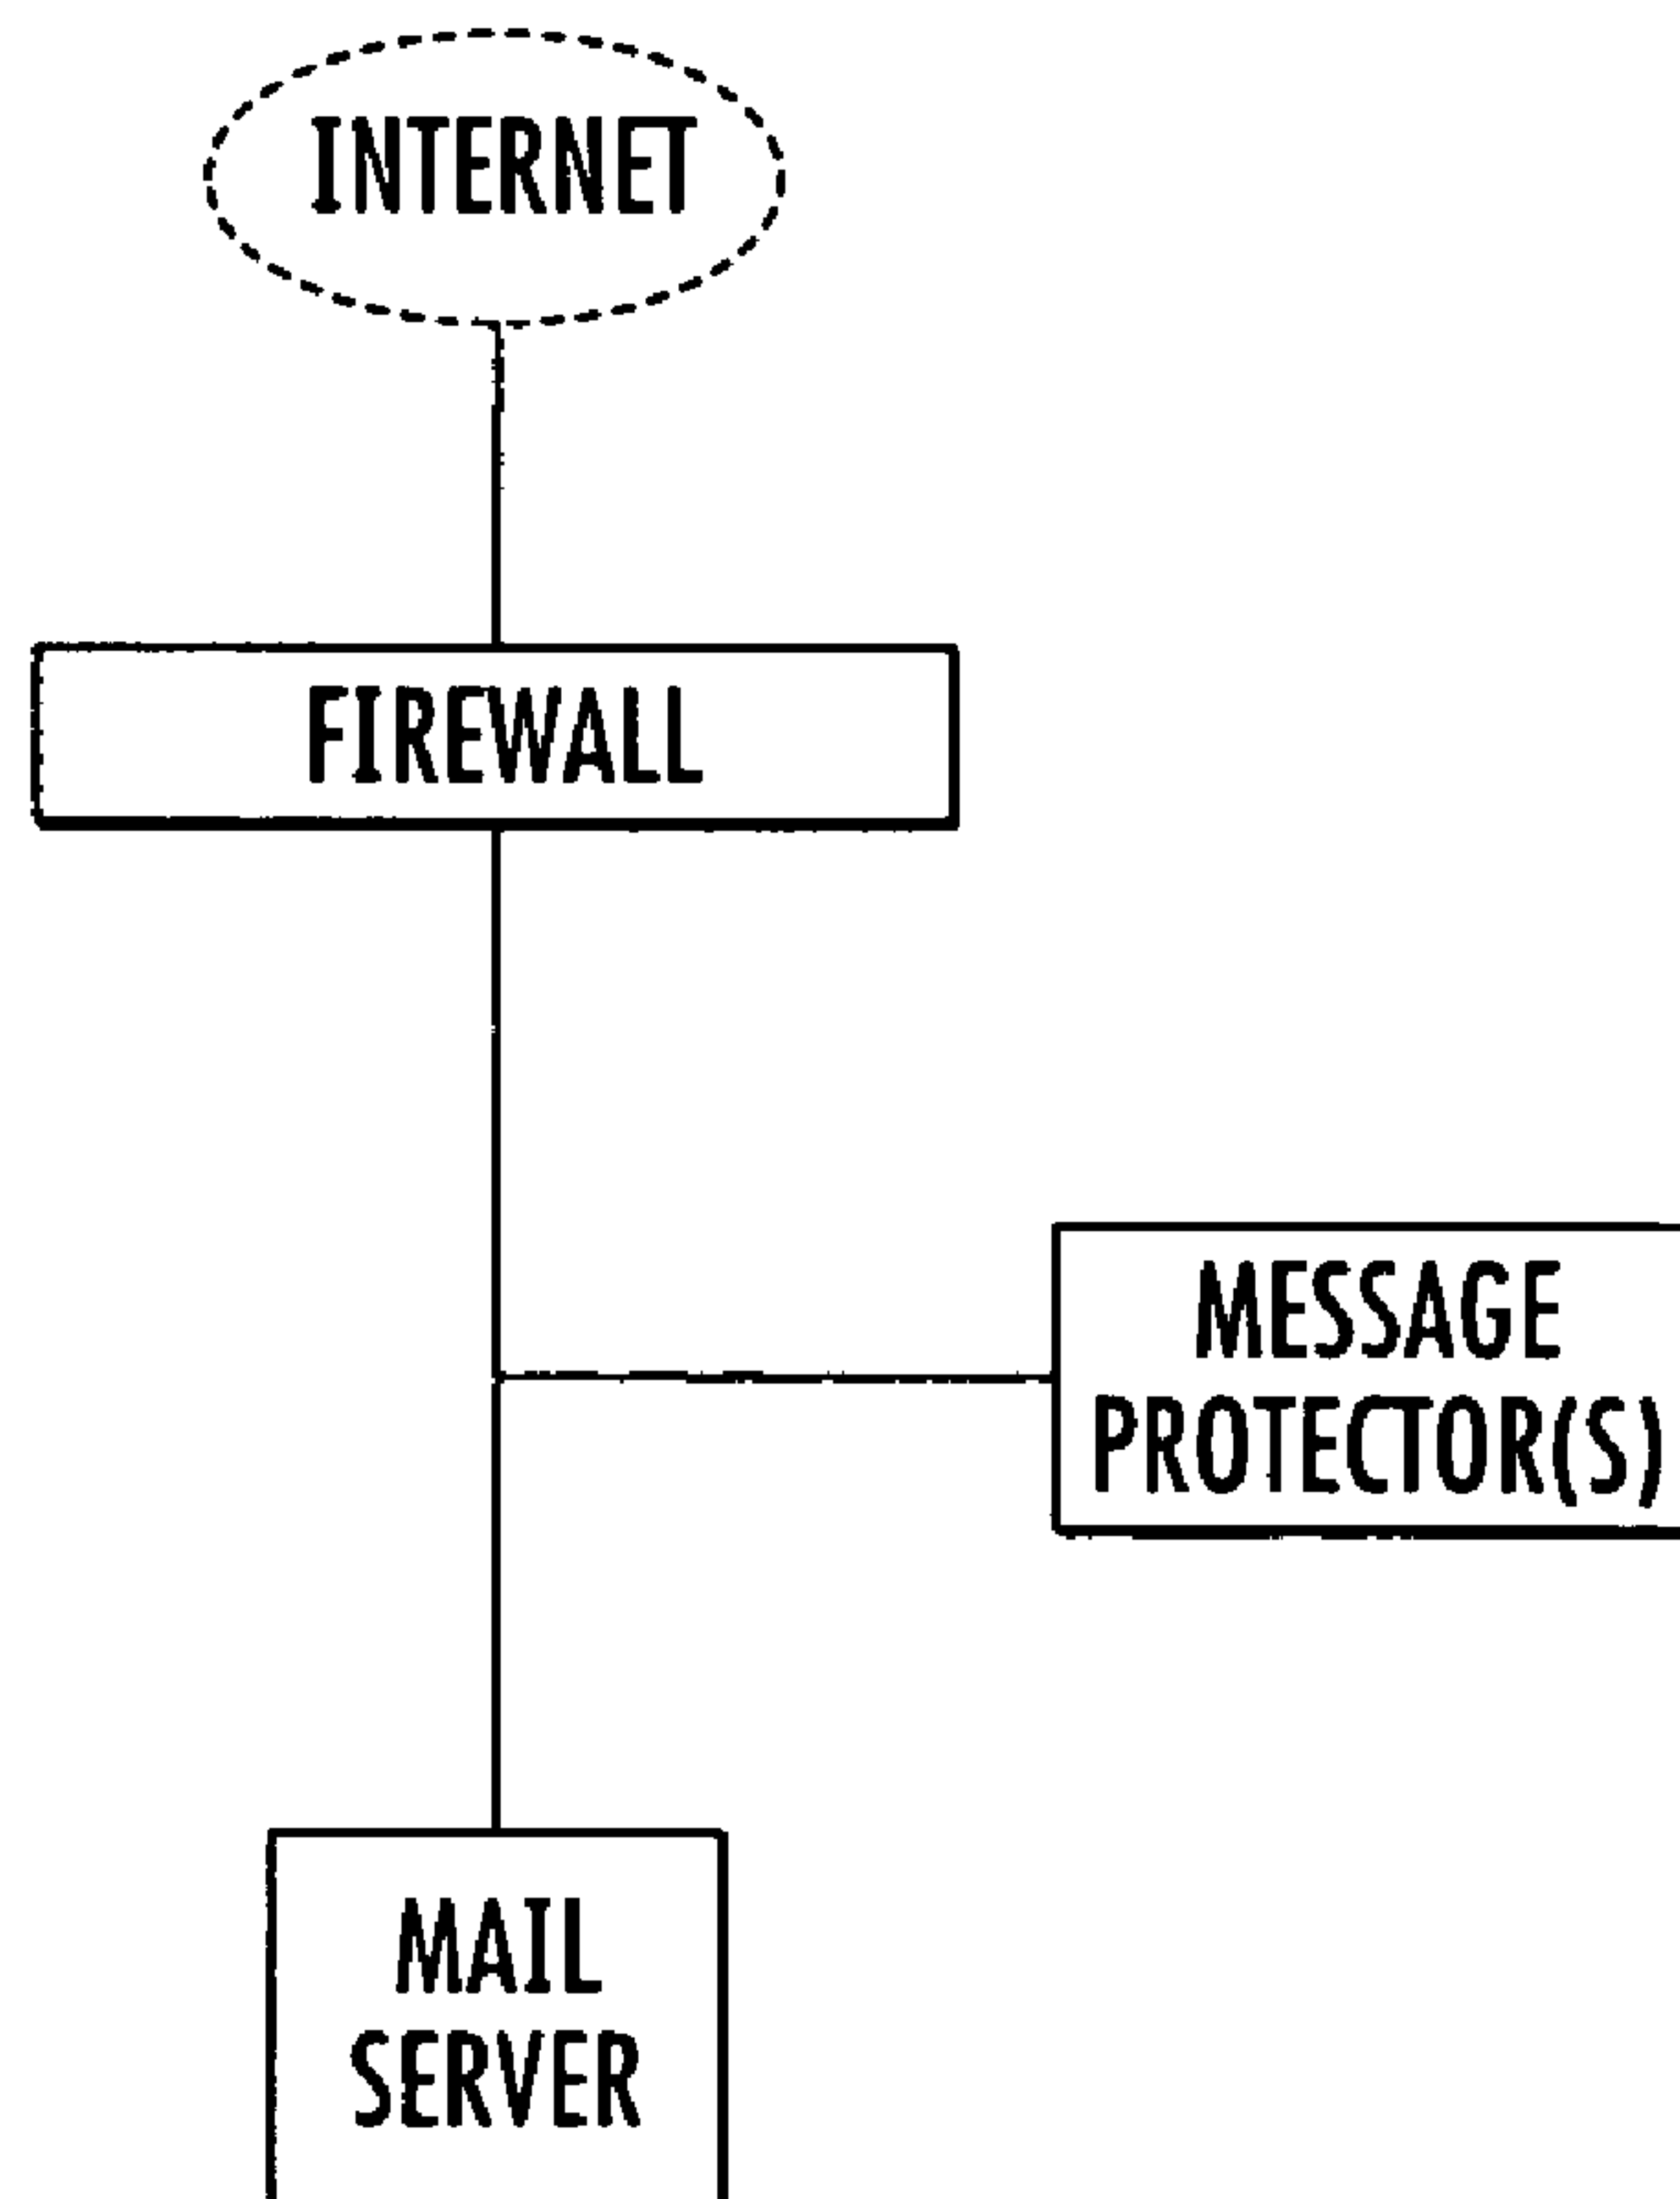 INTERNET
FIREWALL
MESSAGE
PROTECTOR(S)
MAIL
SERVER